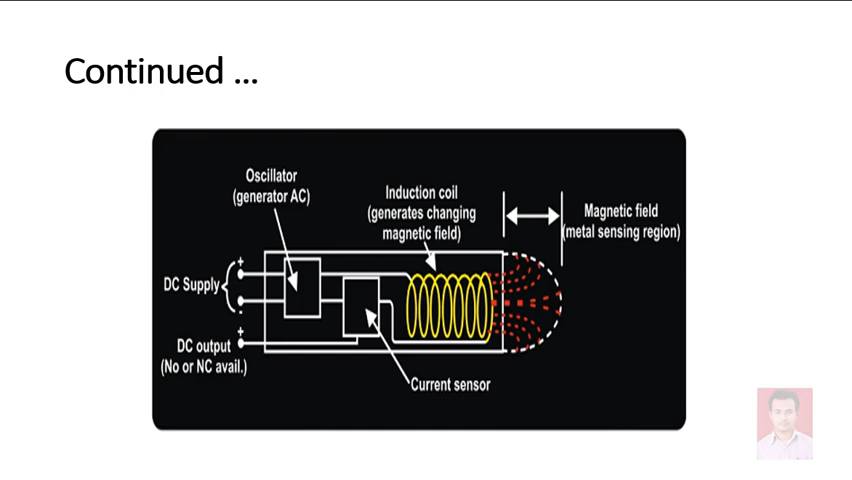 Continued ...
Oscillator
(generator AC)
Induction coil
(generates changing
magnetic field)
Magnetic field
(metal sensing region)
+
DC Supply
-
+
DC output
(No or NC avail.)
Current sensor